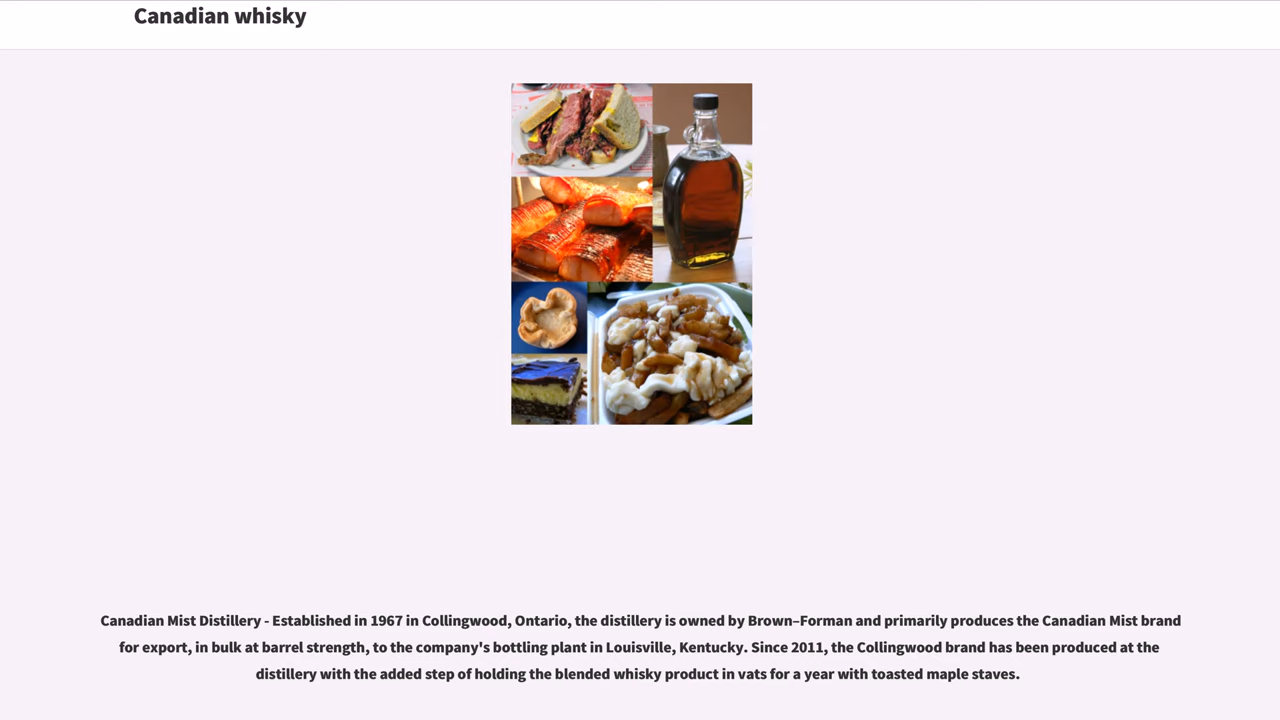 Canadian whisky
Canadian Mist Distillery - Established in 1967 in Collingwood, Ontario, the distillery is owned by Brown–Forman and primarily produces the Canadian Mist brand
for export, in bulk at barrel strength, to the company's bottling plant in Louisville, Kentucky. Since 2011, the Collingwood brand has been produced at the
distillery with the added step of holding the blended whisky product in vats for a year with toasted maple staves.